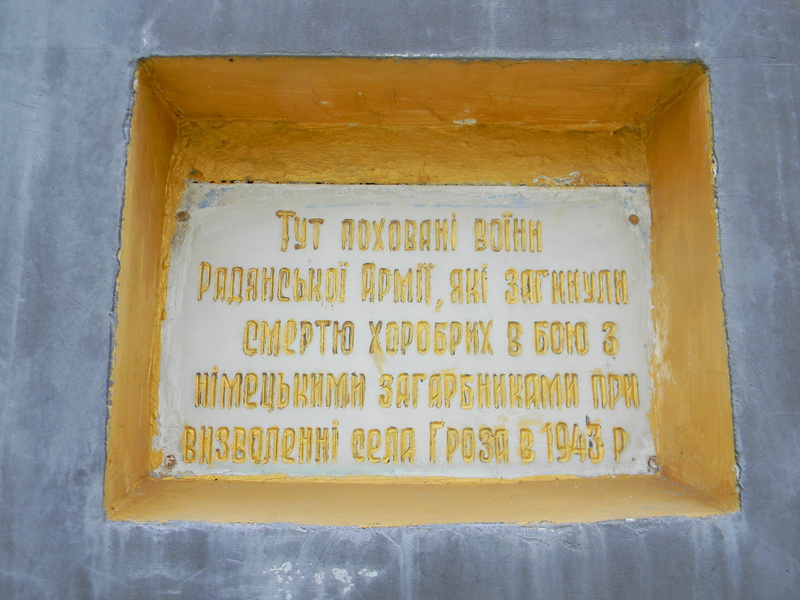 Тут поховані воїни
Радянської Армії, які загинули
смертю хоробрих в бою з
німецькими загарбниками при
визволенні села Гроза в 1943 р.